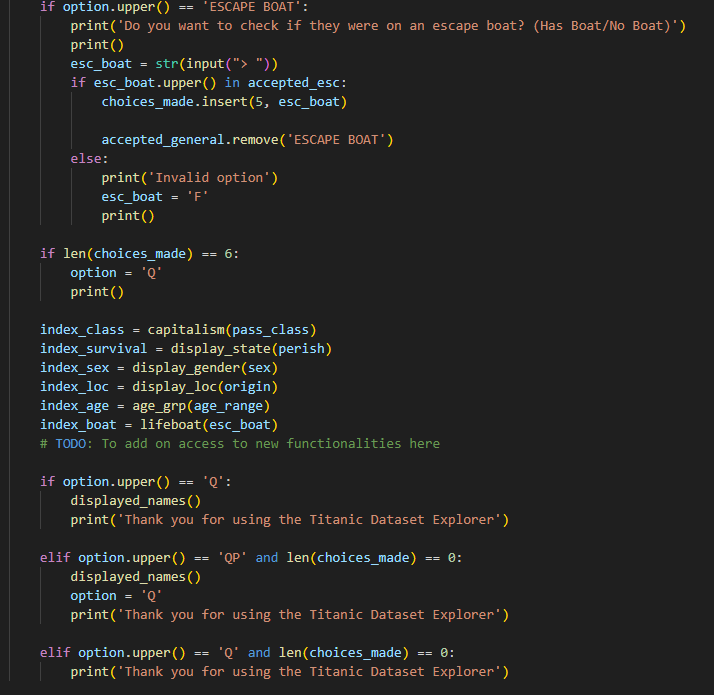 if option.upper() == 'ESCAPE BOAT':
print('Do you want to check if they were on an escape boat? (Has Boat/No Boat)')
print()
esc_boat = str(input("> "))
if esc_boat.upper() in accepted_esc:
choices_made.insert(5, esc_boat)
accepted_general.remove('ESCAPE BOAT')
else:
print('Invalid option')
esc_boat = 'F'
print()
if len(choices_made) == 6:
option = 'Q'
print()
index_class = capitalism(pass_class)
index_survival = display_state(perish)
index_sex = display_gender(sex)
index_loc = display_loc(origin)
index_age = age_grp(age_range)
index_boat = lifeboat(esc_boat)
# TODO: To add on access to new functionalities here
if option.upper() == 'Q':
displayed_names()
print('Thank you for using the Titanic Dataset Explorer')
elif option.upper() == 'QP' and len(choices_made) == 0:
displayed_names()
option = 'Q'
print('Thank you for using the Titanic Dataset Explorer')
elif option.upper() == 'Q' and len(choices_made) == 0:
print('Thank you for using the Titanic Dataset Explorer')